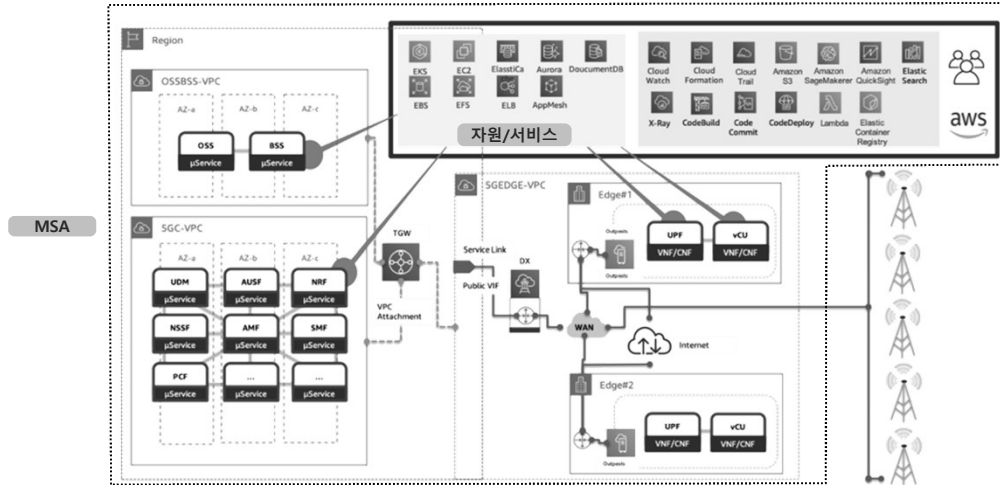 Region
OSSBSS-VPC
AZ-a
AZ-b
AZ-c
OSS
µService
BSS
µService
EKS
EC2
ElasstiCa
Aurora
DoucumentDB
EBS
EFS
ELB
AppMesh
자원/서비스
Cloud
Watch
Cloud
Formation
Cloud
Trail
Amazon
S3
Amazon
SageMakerer
Amazon
QuickSight
Elastic
Search
X-Ray
CodeBuild
Code
Commit
CodeDeploy
Lambda
Elastic
Container
Registry
aws
MSA
5GC-VPC
AZ-a
AZ-b
AZ-c
UDM
µService
AUSF
µService
NRF
µService
NSSF
µService
AMF
µService
SMF
µService
PCF
µService
...
µService
...
µService
TGW
VPC
Attachment
5GEDGE-VPC
Service Link
Public VIF
DX
WAN
Internet
Edge#1
Outposts
Outposts
UPF
VNF/CNF
vCU
VNF/CNF
Edge#2
Outposts
UPF
VNF/CNF
vCU
VNF/CNF